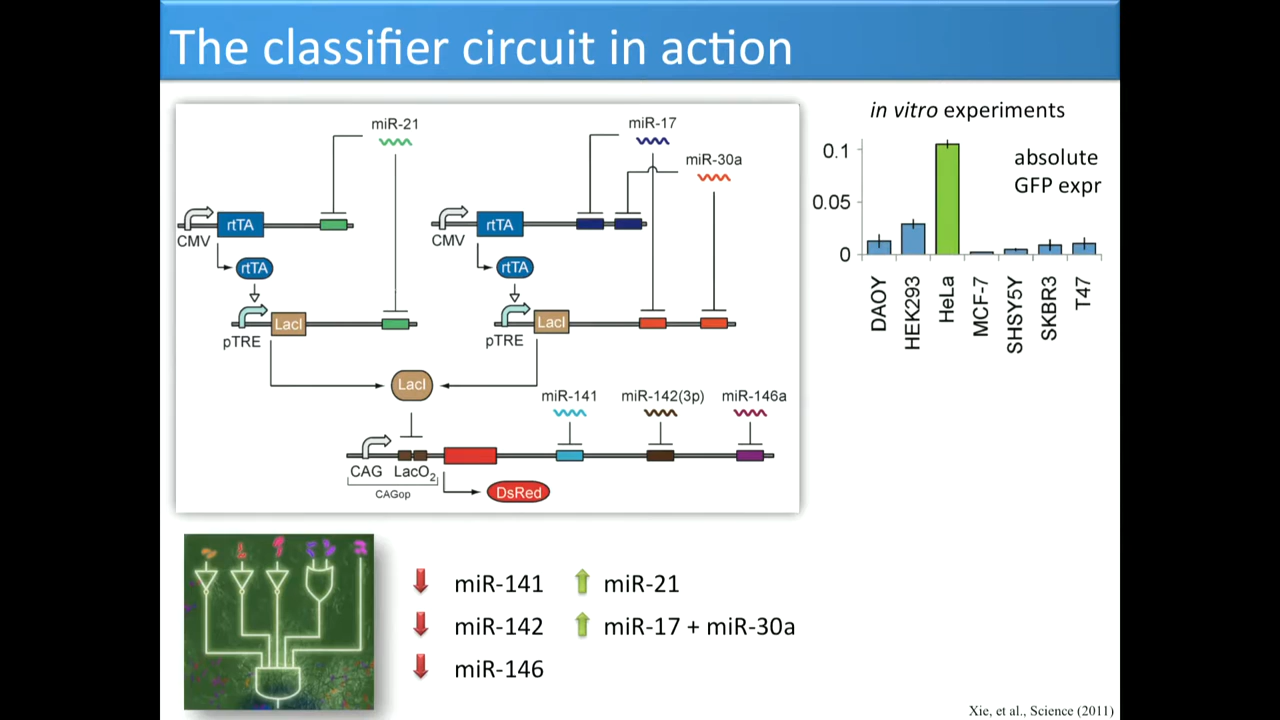 The classifier circuit in action
miR-21
miR-17
miR-30a
rtTA
CMV
rtTA
CMV
rtTA
rtTA
LacI
pTRE
LacI
pTRE
LacI
miR-141
miR-142(3p)
miR-146a
CAG
LacO2
CAGop
DsRed
in vitro experiments
absolute
GFP expr
0.1
0.05
0
DAOY
HEK293
HeLa
MCF-7
SHSY5Y
SKBR3
T47
miR-141
miR-21
miR-142
miR-17 + miR-30a
miR-146
Xie, et al., Science (2011)